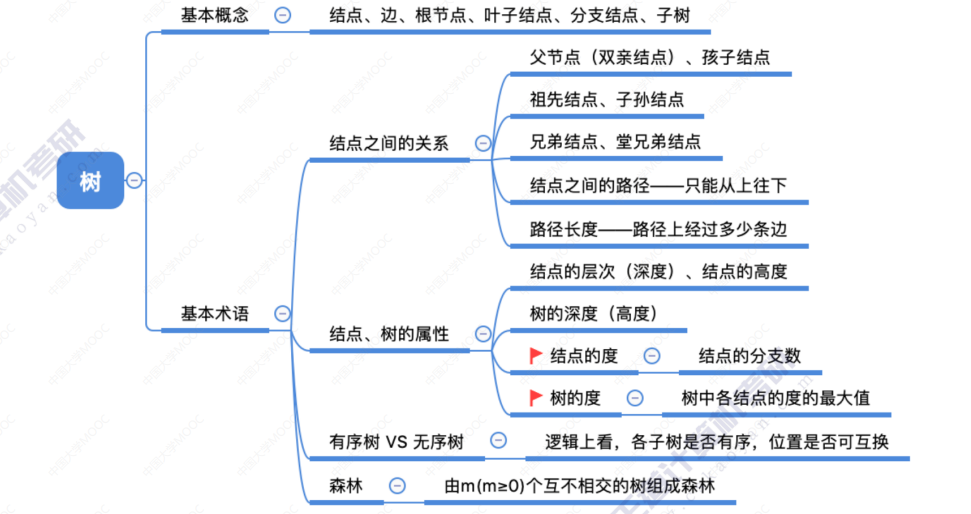 基本概念
结点、边、根节点、叶子结点、分支结点、子树
父节点（双亲结点）、孩子结点
祖先结点、子孙结点
结点之间的关系
兄弟结点、堂兄弟结点
树
结点之间的路径——只能从上往下
路径长度——路径上经过多少条边
结点的层次（深度）、结点的高度
基本术语
树的深度（高度）
结点、树的属性
结点的度
结点的分支数
树的度
树中各结点的度的最大值
有序树 VS 无序树
逻辑上看，各子树是否有序，位置是否可互换
森林
由m(m≥0)个互不相交的树组成森林
中国大学MOOC